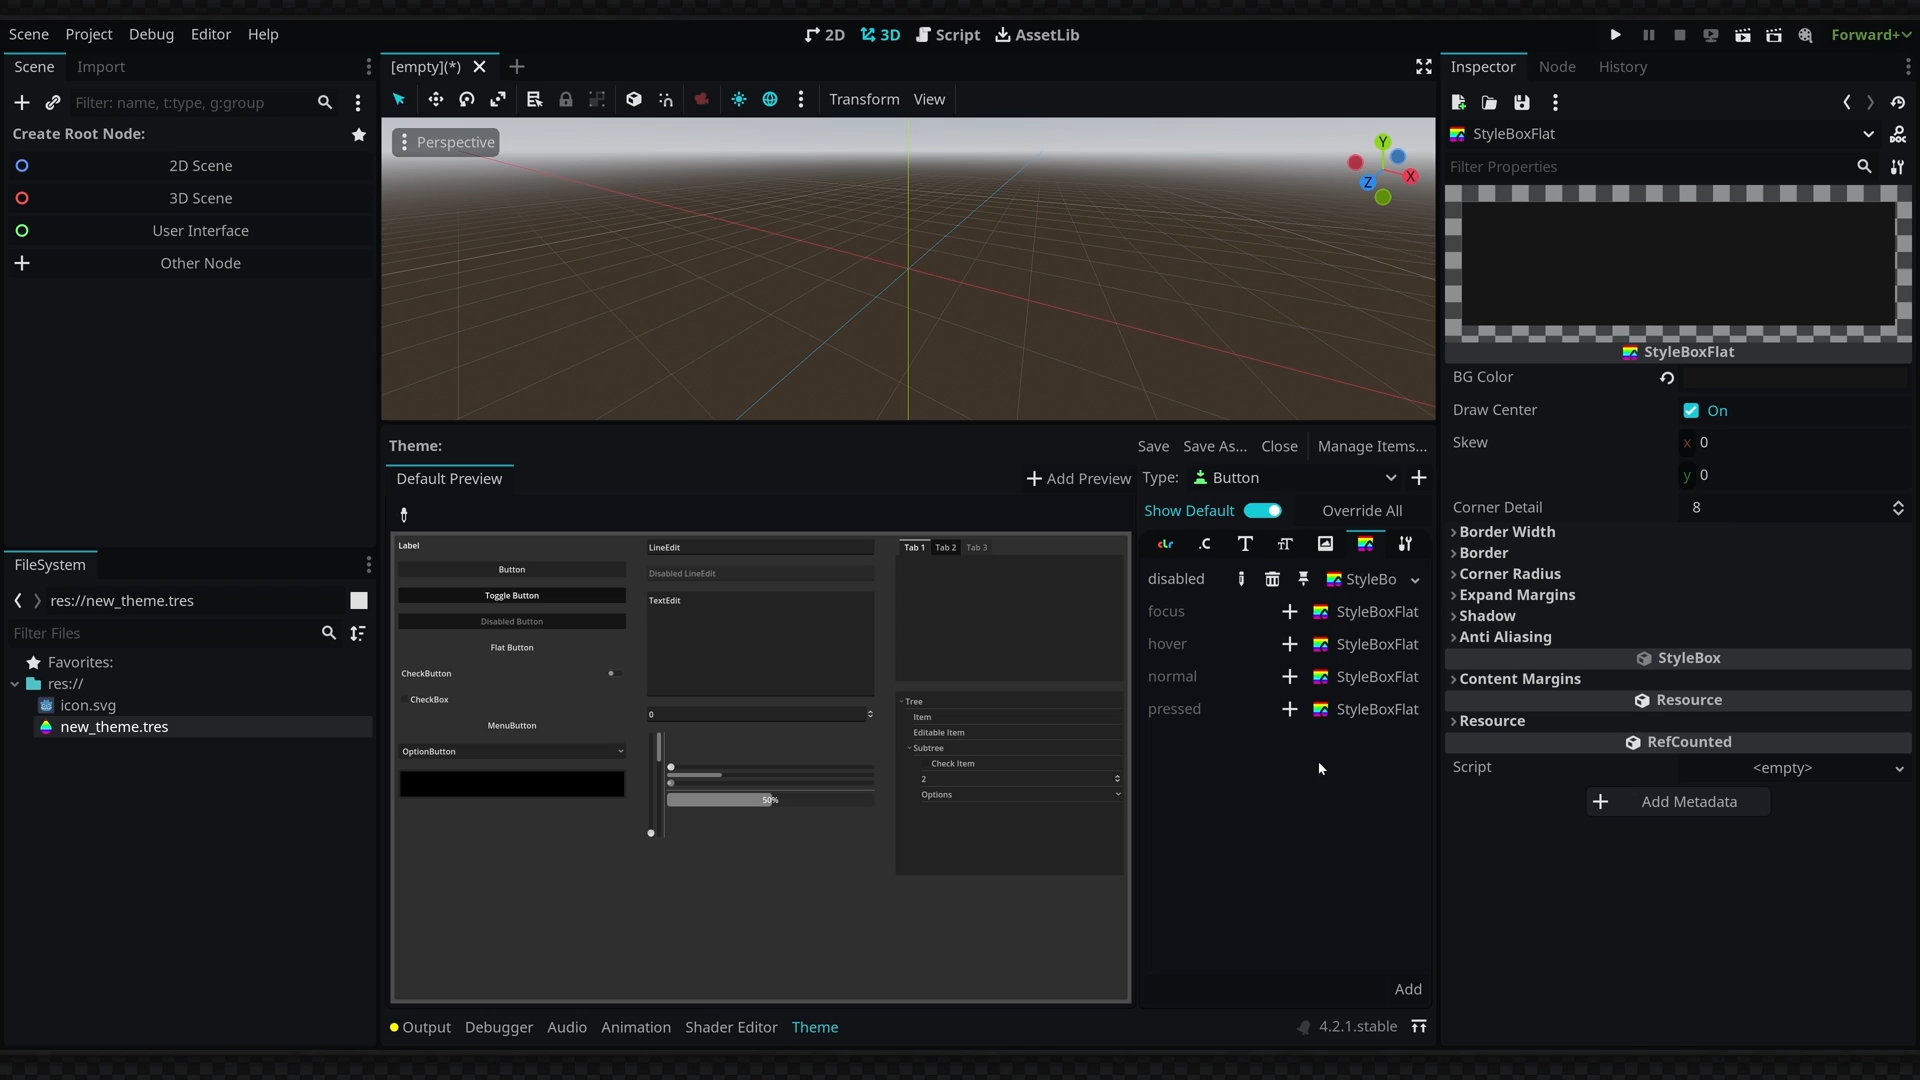 Scene Project Debug Editor Help
2D 3D Script AssetLib
Forward+
Scene Import
Filter: name, t:type, g:group
Create Root Node:
2D Scene
3D Scene
User Interface
Other Node
FileSystem
res://new_theme.tres
Filter Files
Favorites:
res://
icon.svg
new_theme.tres
[empty](*)
Transform View
Perspective
Y
X
Z
Theme:
Save Save As... Close Manage Items...
Default Preview
Add Preview
Label
Button
Toggle Button
Disabled Button
Flat Button
CheckButton
CheckBox
MenuButton
OptionButton
LineEdit
Disabled LineEdit
TextEdit
0
50%
Tab 1 Tab 2 Tab 3
Tree
Item
Editable Item
Subtree
Check Item
2
Options
Type: Button
Show Default Override All
clr .C T TT
disabled StyleBo
focus StyleBoxFlat
hover StyleBoxFlat
normal StyleBoxFlat
pressed StyleBoxFlat
Add
Output Debugger Audio Animation Shader Editor Theme
4.2.1.stable
Inspector Node History
StyleBoxFlat
DOC
Filter Properties
StyleBoxFlat
BG Color
Draw Center On
Skew x 0
y 0
Corner Detail 8
Border Width
Border
Corner Radius
Expand Margins
Shadow
Anti Aliasing
StyleBox
Content Margins
Resource
Resource
RefCounted
Script <empty>
Add Metadata